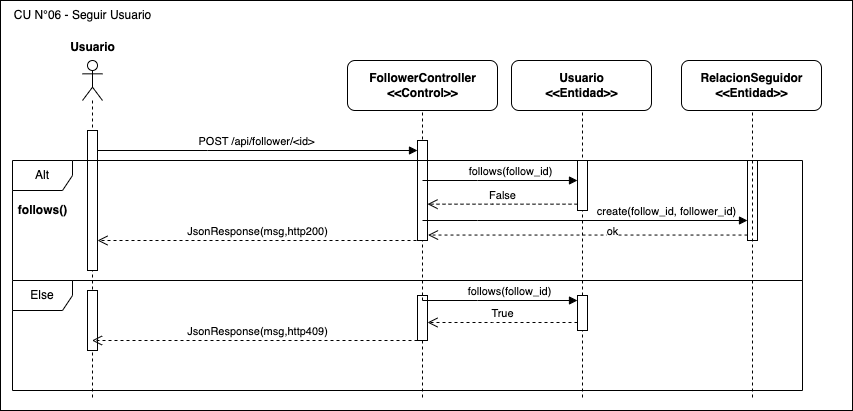 CU N°06 - Seguir Usuario
Usuario
FollowerController
<<Control>>
Usuario
<<Entidad>>
RelacionSeguidor
<<Entidad>>
POST /api/follower/<id>
Alt
follows(follow_id)
False
follows()
create(follow_id, follower_id)
JsonResponse(msg,http200)
ok
Else
follows(follow_id)
True
JsonResponse(msg,http409)